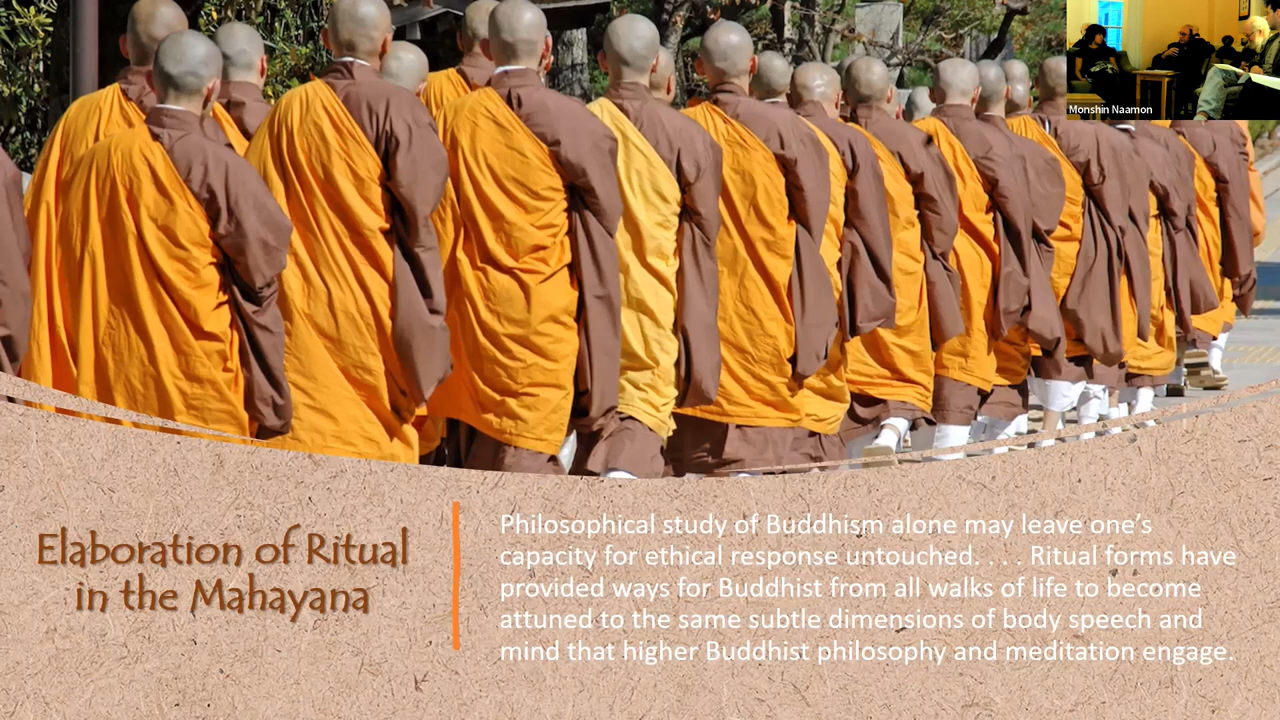 Monshin Naamon
Elaboration of Ritual
in the Mahayana
Philosophical study of Buddhism alone may leave one's
capacity for ethical response untouched. . . . Ritual forms have
provided ways for Buddhist from all walks of life to become
attuned to the same subtle dimensions of body speech and
mind that higher Buddhist philosophy and meditation engage.